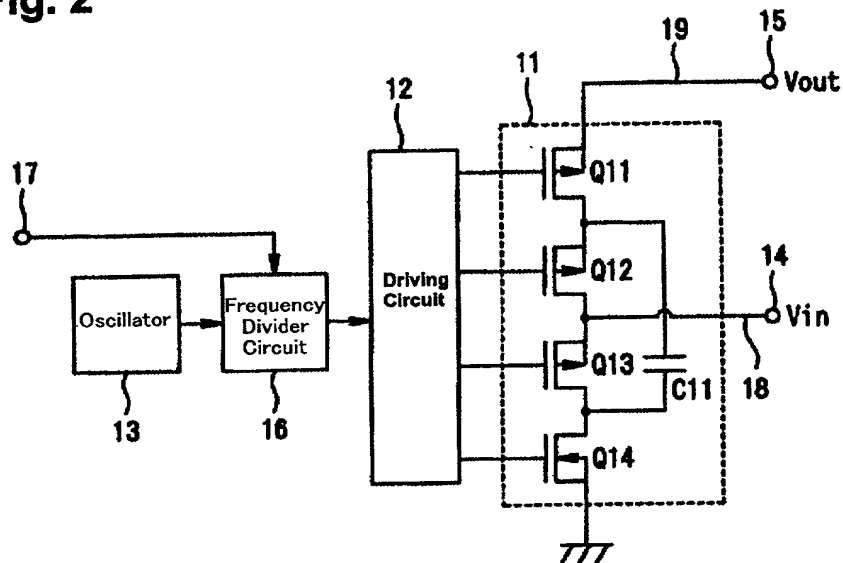 Fig. 2
15
19
Vout
11
12
17
Q11
Driving
Circuit
Q12
14
Oscillator
Frequency
Divider
Circuit
Vin
Q13
C11
18
13
16
Q14